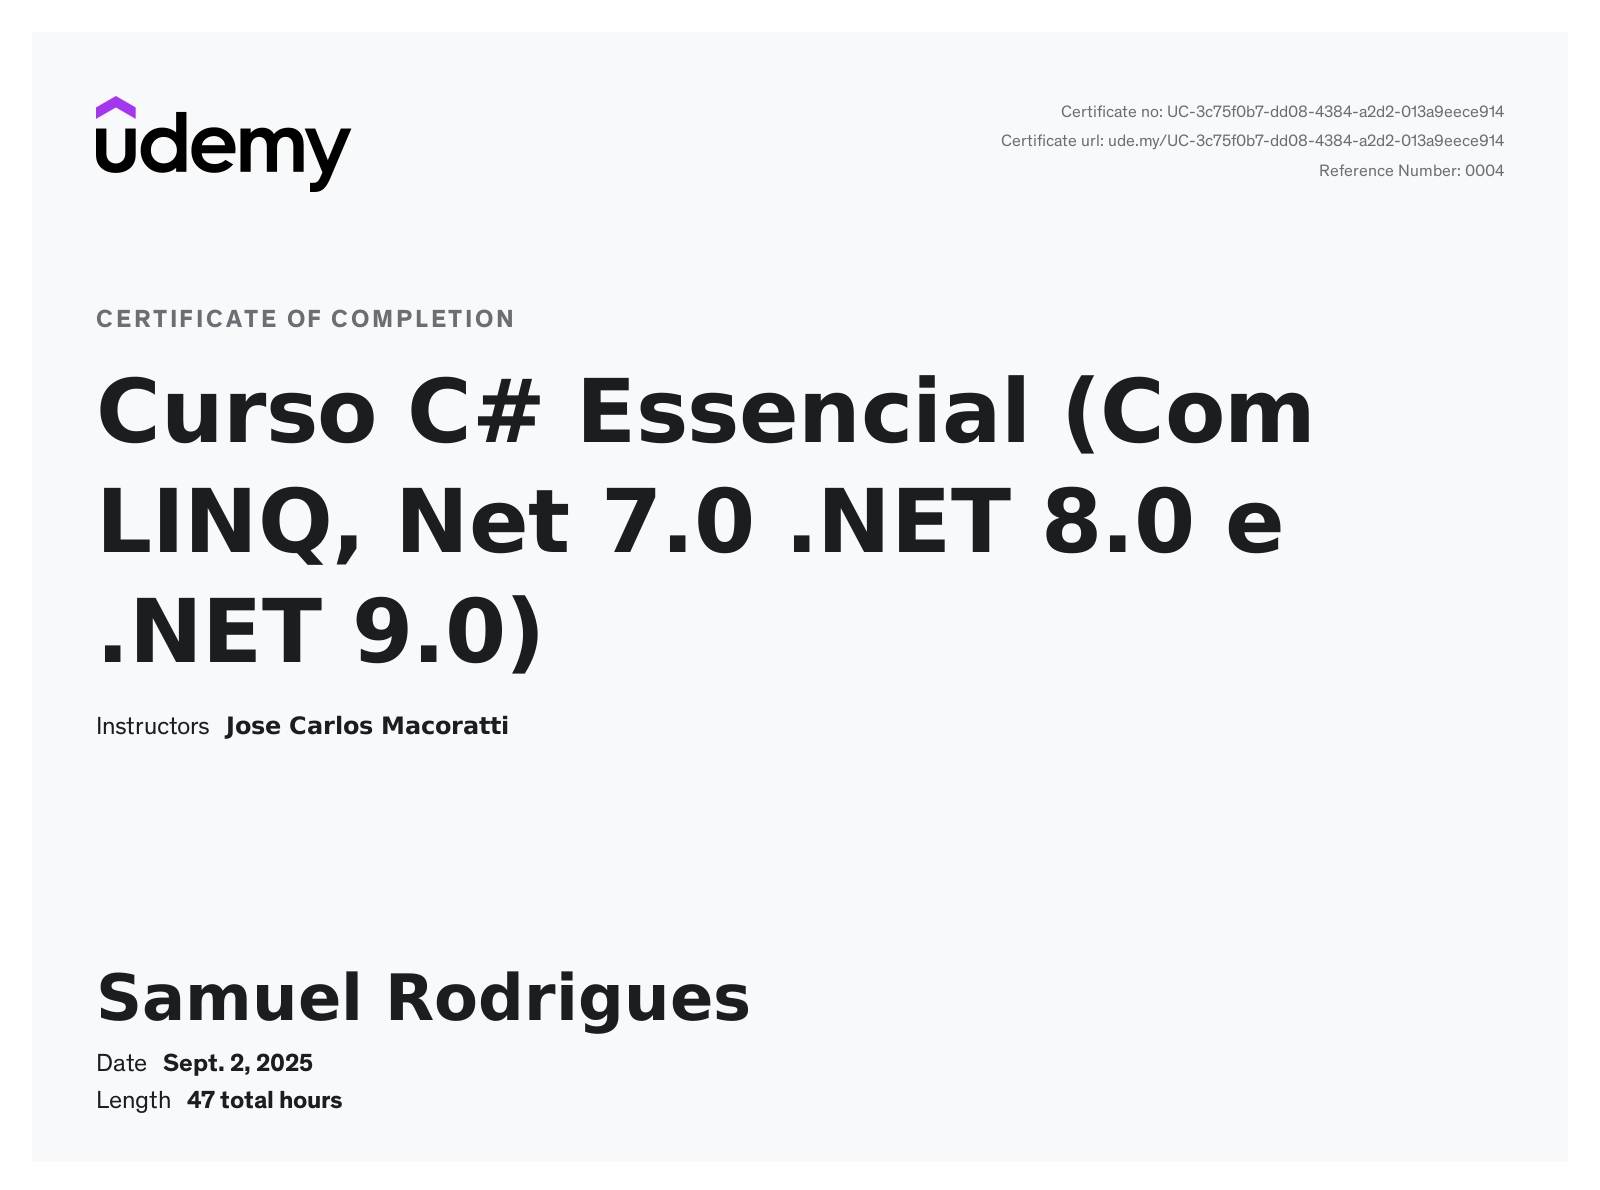 udemy
Certificate no: UC-3c75f0b7-dd08-4384-a2d2-013a9eece914
Certificate url: ude.my/UC-3c75f0b7-dd08-4384-a2d2-013a9eece914
Reference Number: 0004
CERTIFICATE OF COMPLETION
Curso C# Essencial (Com
LINQ, Net 7.0 .NET 8.0 e
.NET 9.0)
Instructors Jose Carlos Macoratti
Samuel Rodrigues
Date Sept. 2, 2025
Length 47 total hours